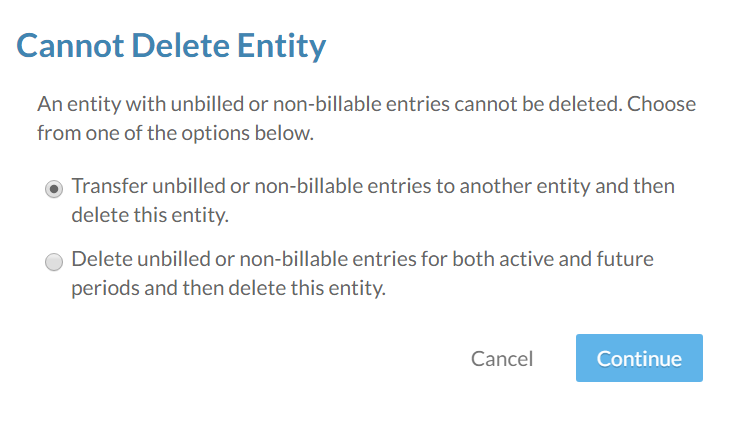 Cannot Delete Entity
An entity with unbilled or non-billable entries cannot be deleted. Choose
from one of the options below.
Transfer unbilled or non-billable entries to another entity and then
delete this entity.
Delete unbilled or non-billable entries for both active and future
periods and then delete this entity.
Cancel
Continue